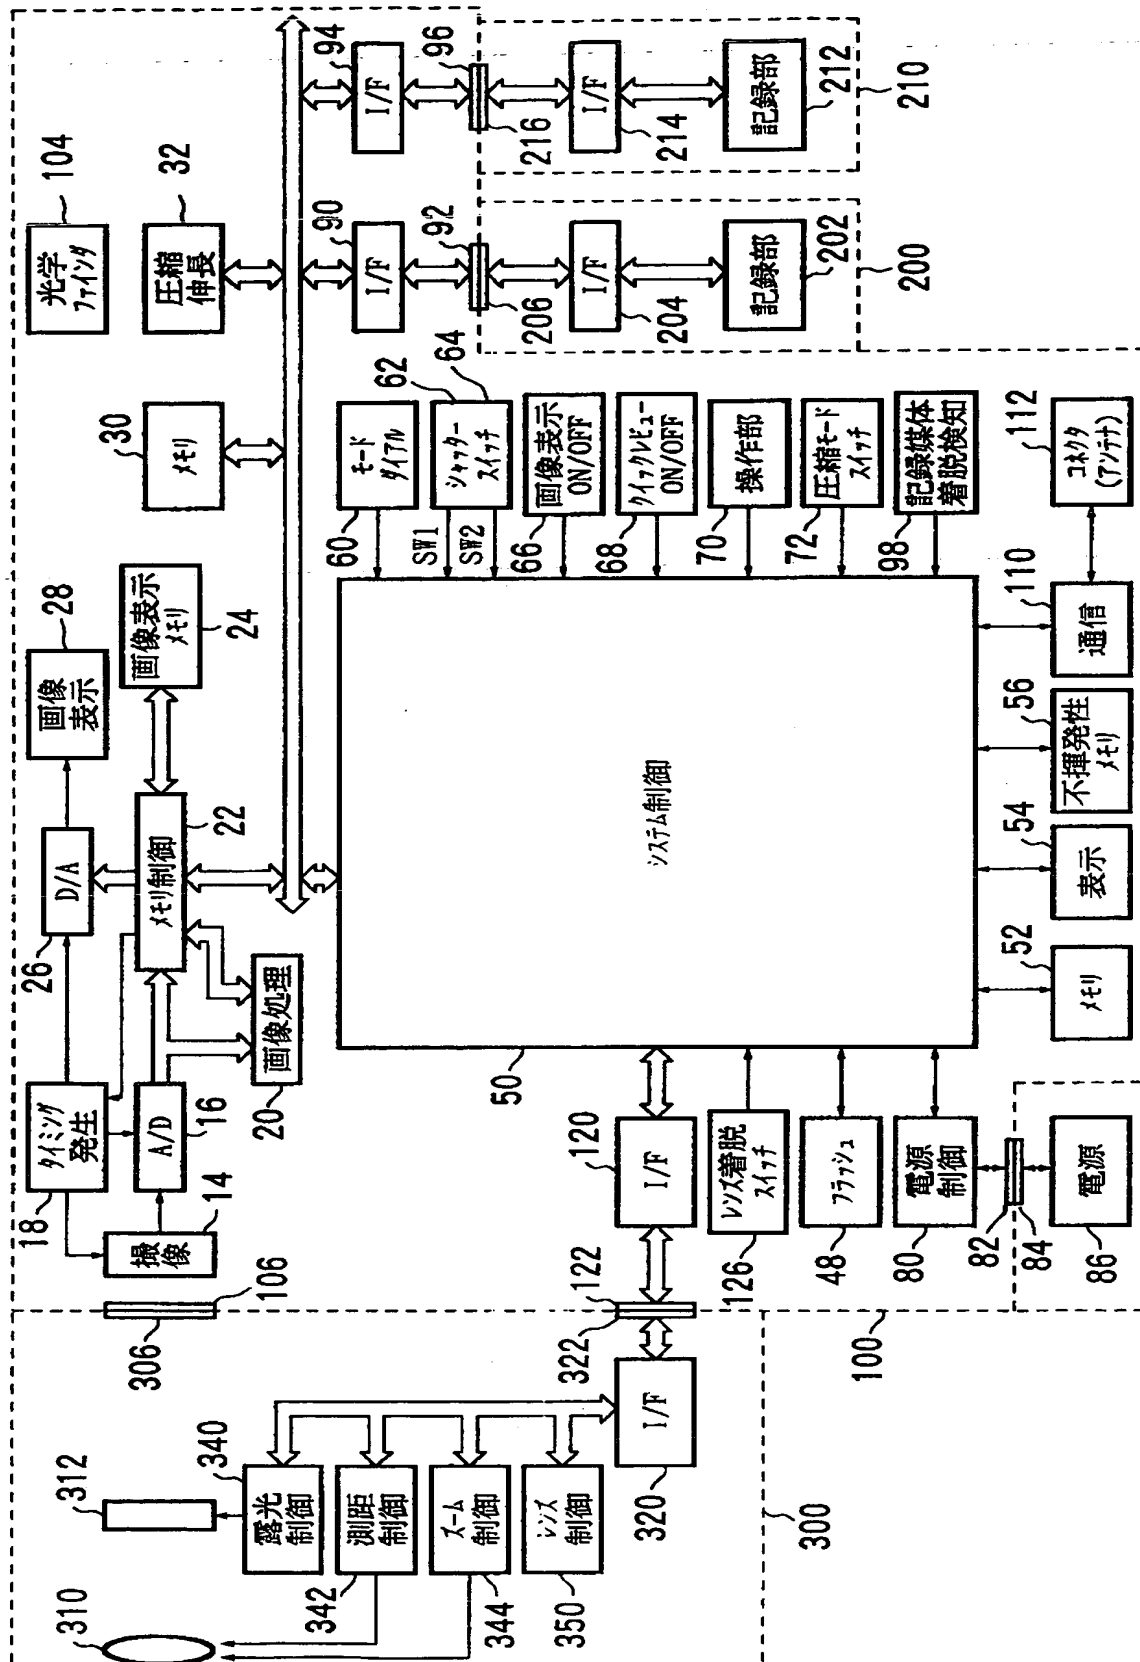 310
312
306
106
340
露光
制御
342
測距
制御
344
ズーム
制御
350
レンズ
制御
320
I/F
322
122
300
100
18
タイミング
発生
14
撮像
16
A/D
20
画像処理
26
D/A
22
メモリ制御
28
画像
表示
24
画像表示
メモリ
30
メモリ
104
光学
ファインダ
32
圧縮
伸長
50
システム制御
120
I/F
126
レンズ着脱
スイッチ
48
フラッシュ
80
電源
制御
82
84
86
電源
60
モード
ダイアル
62
64
シャッター
スイッチ
SW1
SW2
66
画像表示
ON/OFF
68
クイックレビュー
ON/OFF
70
操作部
72
圧縮モード
スイッチ
98
記録媒体
着脱検知
52
メモリ
54
表示
56
不揮発性
メモリ
110
通信
112
コネクタ
(アンテナ)
90
I/F
92
206
204
I/F
202
記録部
200
94
I/F
96
216
214
I/F
212
記録部
210